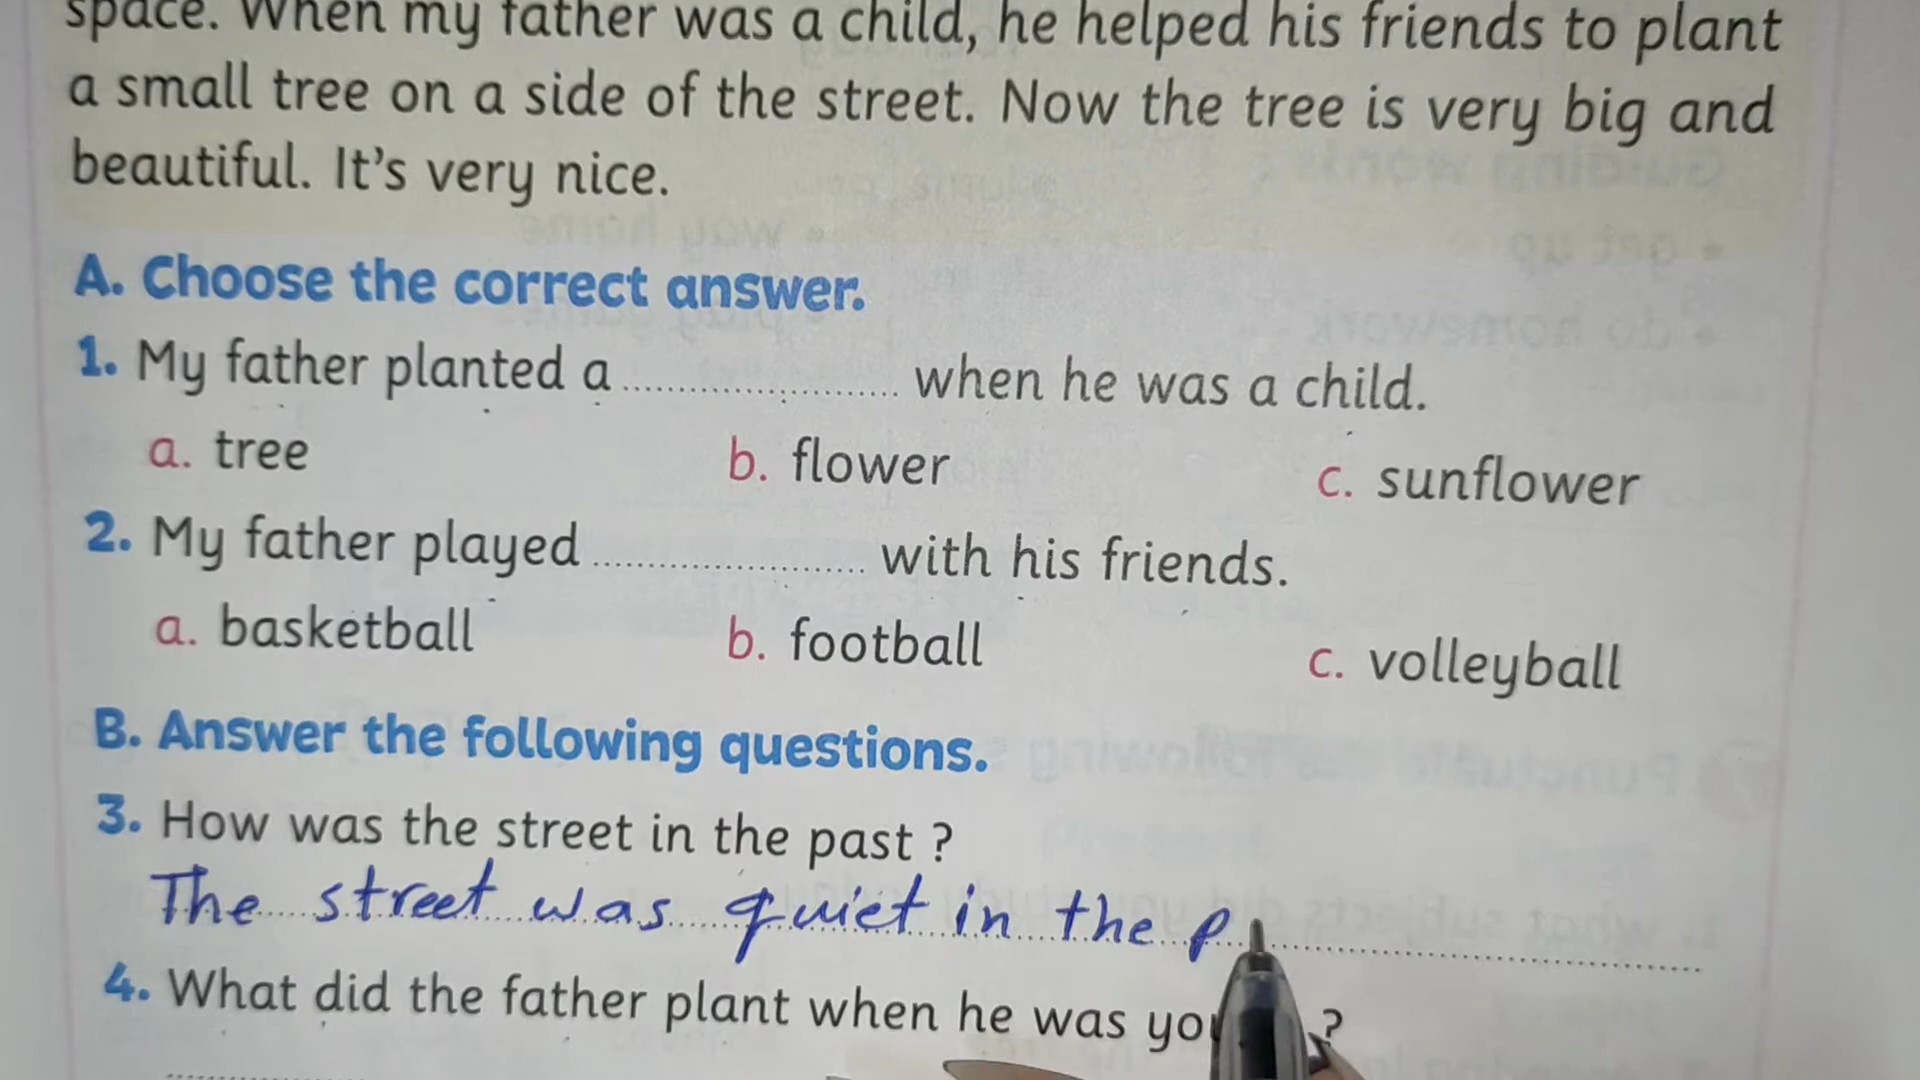 space. When my father was a child, he helped his friends to plant
a small tree on a side of the street. Now the tree is very big and
beautiful. It's very nice.
A. Choose the correct answer.
1. My father planted a .................... when he was a child.
a. tree b. flower c. sunflower
2. My father played .................... with his friends.
a. basketball b. football c. volleyball
B. Answer the following questions.
3. How was the street in the past ?
The street was quiet in the p
4. What did the father plant when he was ?